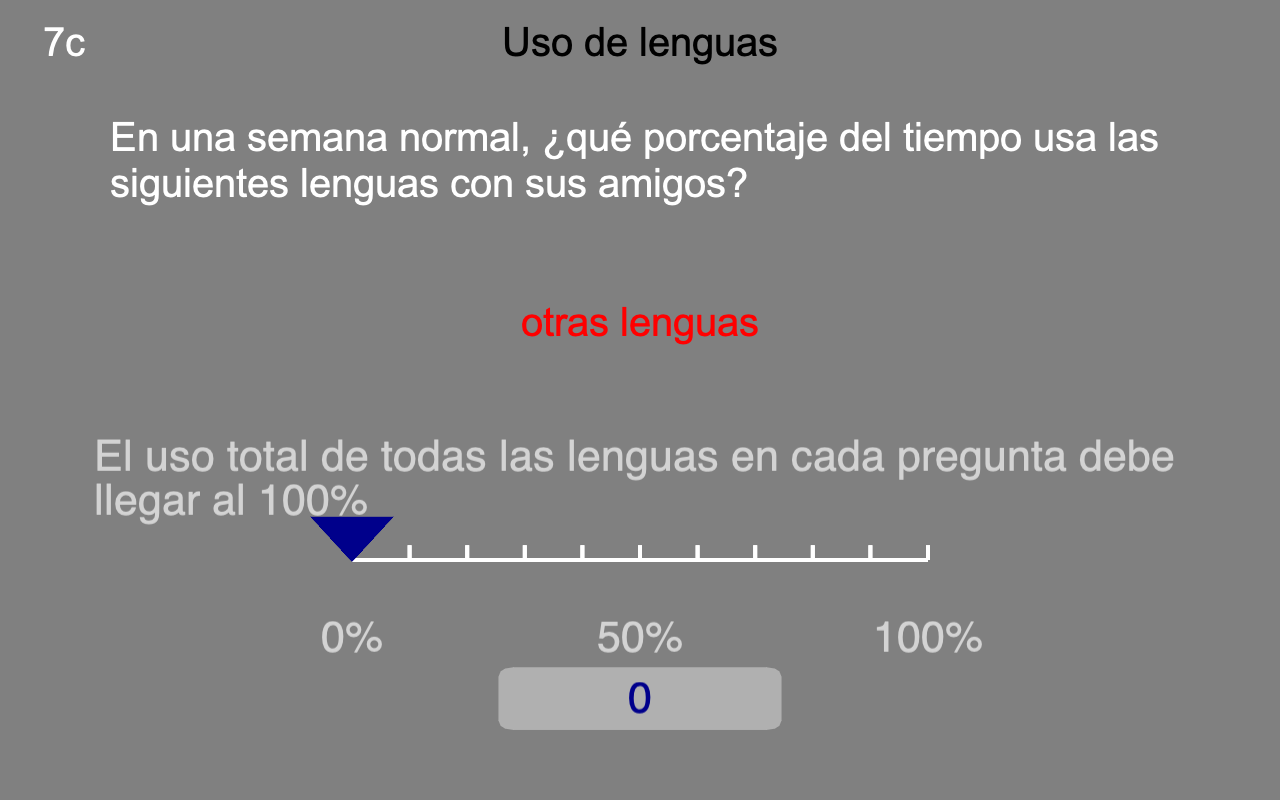 7c
Uso de lenguas
En una semana normal, ¿qué porcentaje del tiempo usa las
siguientes lenguas con sus amigos?
otras lenguas
El uso total de todas las lenguas en cada pregunta debe
llegar al 100%
0%
50%
100%
0